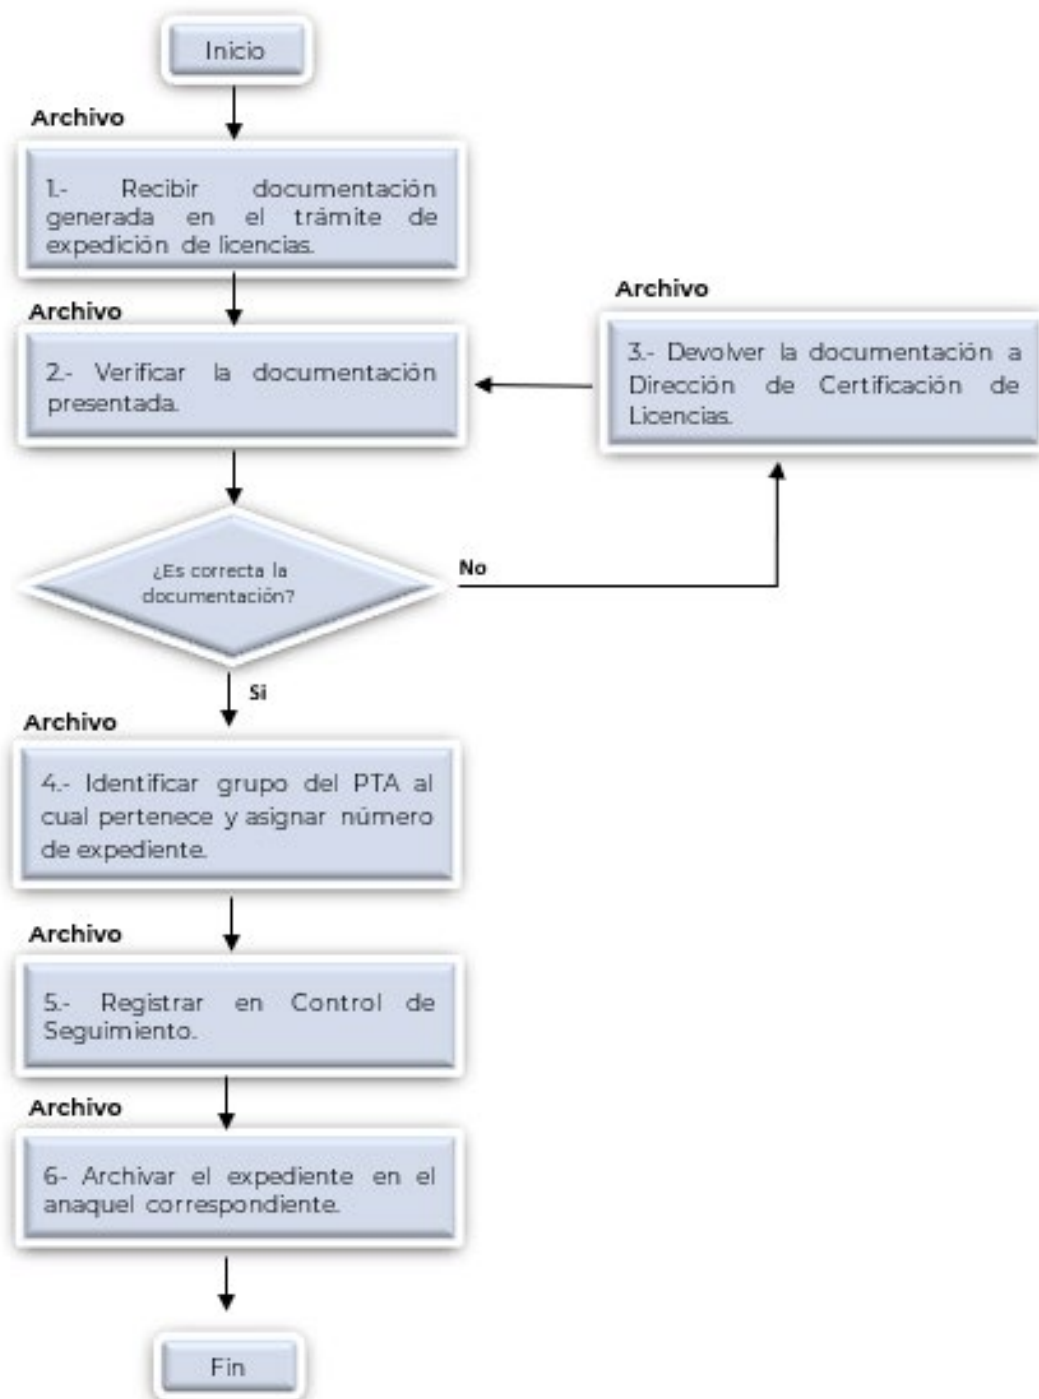 Inicio
Archivo
1.- Recibir documentación
generada en el trámite de
expedición de licencias.
Archivo
2.- Verificar la documentación
presentada.
Archivo
3.- Devolver la documentación a
Dirección de Certificación de
Licencias.
¿Es correcta la
documentación?
No
Si
Archivo
4.- Identificar grupo del PTA al
cual pertenece y asignar número
de expediente.
Archivo
5.- Registrar en Control de
Seguimiento.
Archivo
6- Archivar el expediente en el
anaquel correspondiente.
Fin